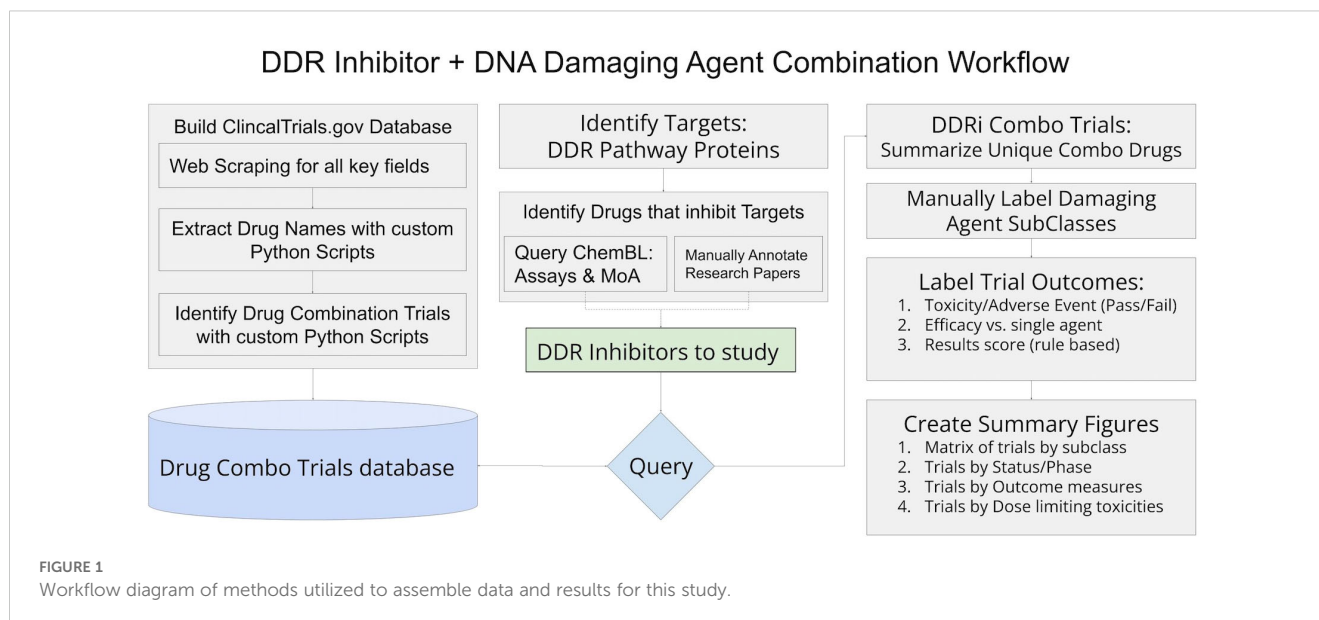 DDR Inhibitor + DNA Damaging Agent Combination Workflow
Build ClincalTrials.gov Database
Web Scraping for all key fields
Extract Drug Names with custom
Python Scripts
Identify Drug Combination Trials
with custom Python Scripts
Drug Combo Trials database
Identify Targets:
DDR Pathway Proteins
Identify Drugs that inhibit Targets
Query ChemBL:
Assays & MoA
Manually Annotate
Research Papers
DDR Inhibitors to study
Query
DDRi Combo Trials:
Summarize Unique Combo Drugs
Manually Label Damaging
Agent SubClasses
Label Trial Outcomes:
1. Toxicity/Adverse Event (Pass/Fail)
2. Efficacy vs. single agent
3. Results score (rule based)
Create Summary Figures
1. Matrix of trials by subclass
2. Trials by Status/Phase
3. Trials by Outcome measures
4. Trials by Dose limiting toxicities
FIGURE 1
Workflow diagram of methods utilized to assemble data and results for this study.